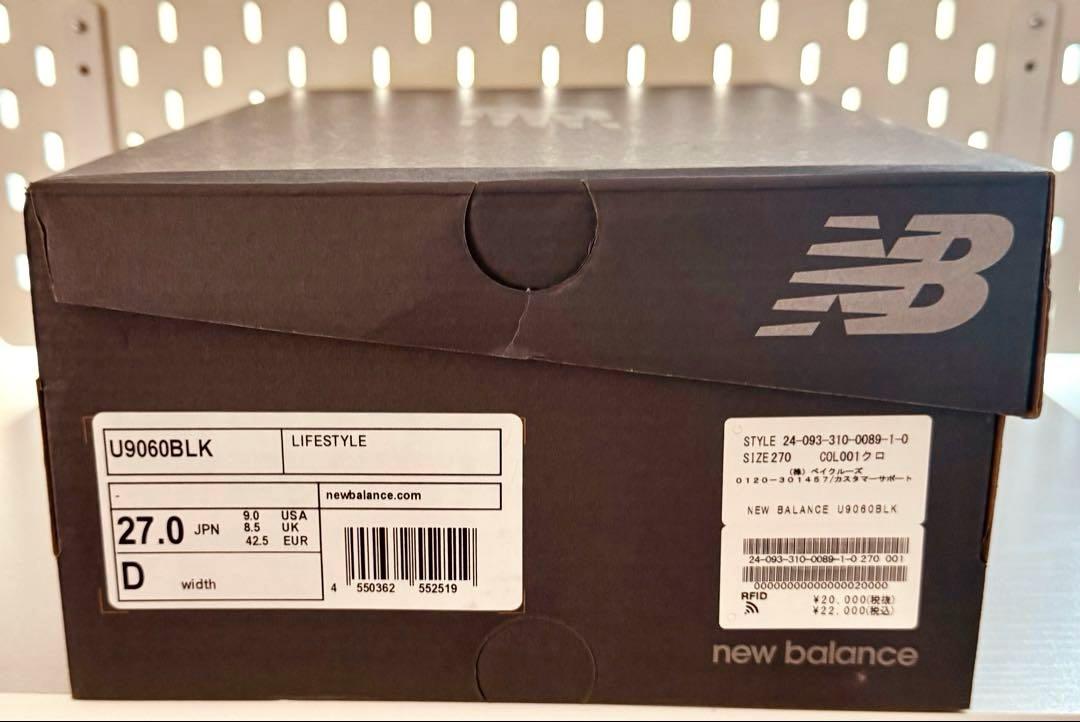 NB
U9060BLK
LIFESTYLE
-
newbalance.com
27.0 JPN
9.0 USA
8.5 UK
42.5 EUR
D width
4 550362 552519
STYLE 24-093-310-0089-1-0
SIZE270 COL001クロ
(株) ベイクルーズ
0120-301457/カスタマーサポート
NEW BALANCE U9060BLK
24-093-310-0089-1-0 270 001
00000000000000020000
RFID
¥20,000(税抜)
¥22,000(税込)
new balance